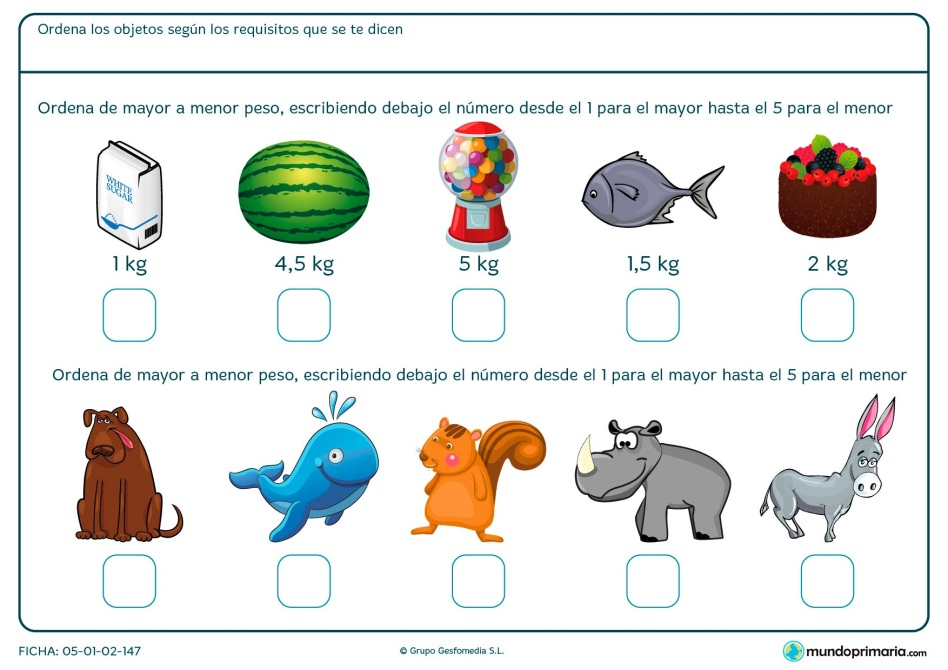 Ordena los objetos según los requisitos que se te dicen
Ordena de mayor a menor peso, escribiendo debajo el número desde el 1 para el mayor hasta el 5 para el menor
WHITE
SUGAR
1 kg 4,5 kg 5 kg 1,5 kg 2 kg
Ordena de mayor a menor peso, escribiendo debajo el número desde el 1 para el mayor hasta el 5 para el menor
FICHA: 05-01-02-147 © Grupo Gesfomedia S.L. mundoprimaria.com